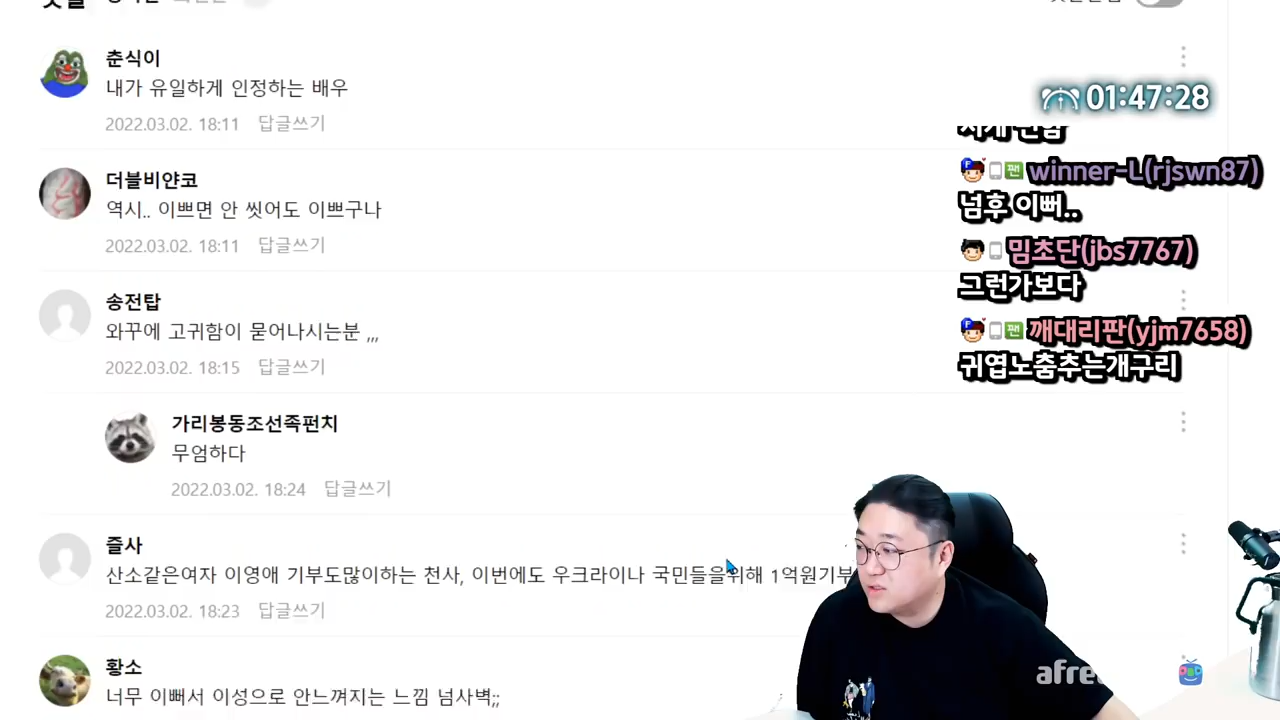 춘식이
내가 유일하게 인정하는 배우
2022.03.02. 18:11 답글쓰기
더블비얀코
역시.. 이쁘면 안 씻어도 이쁘구나
2022.03.02. 18:11 답글쓰기
송전탑
와꾸에 고귀함이 묻어나시는분 ,,,
2022.03.02. 18:15 답글쓰기
가리봉동조선족펀치
무엄하다
2022.03.02. 18:24 답글쓰기
즐사
산소같은여자 이영애 기부도많이하는 천사, 이번에도 우크라이나 국민들을위해 1억원기부
2022.03.02. 18:23 답글쓰기
황소
너무 이뻐서 이성으로 안느껴지는 느낌 넘사벽;;
01:47:28
winner-L(rjswn87)
넘후 이뻐..
밈초단(jbs7767)
그런가보다
깨대리판(yjm7658)
귀엽노춤추는개구리